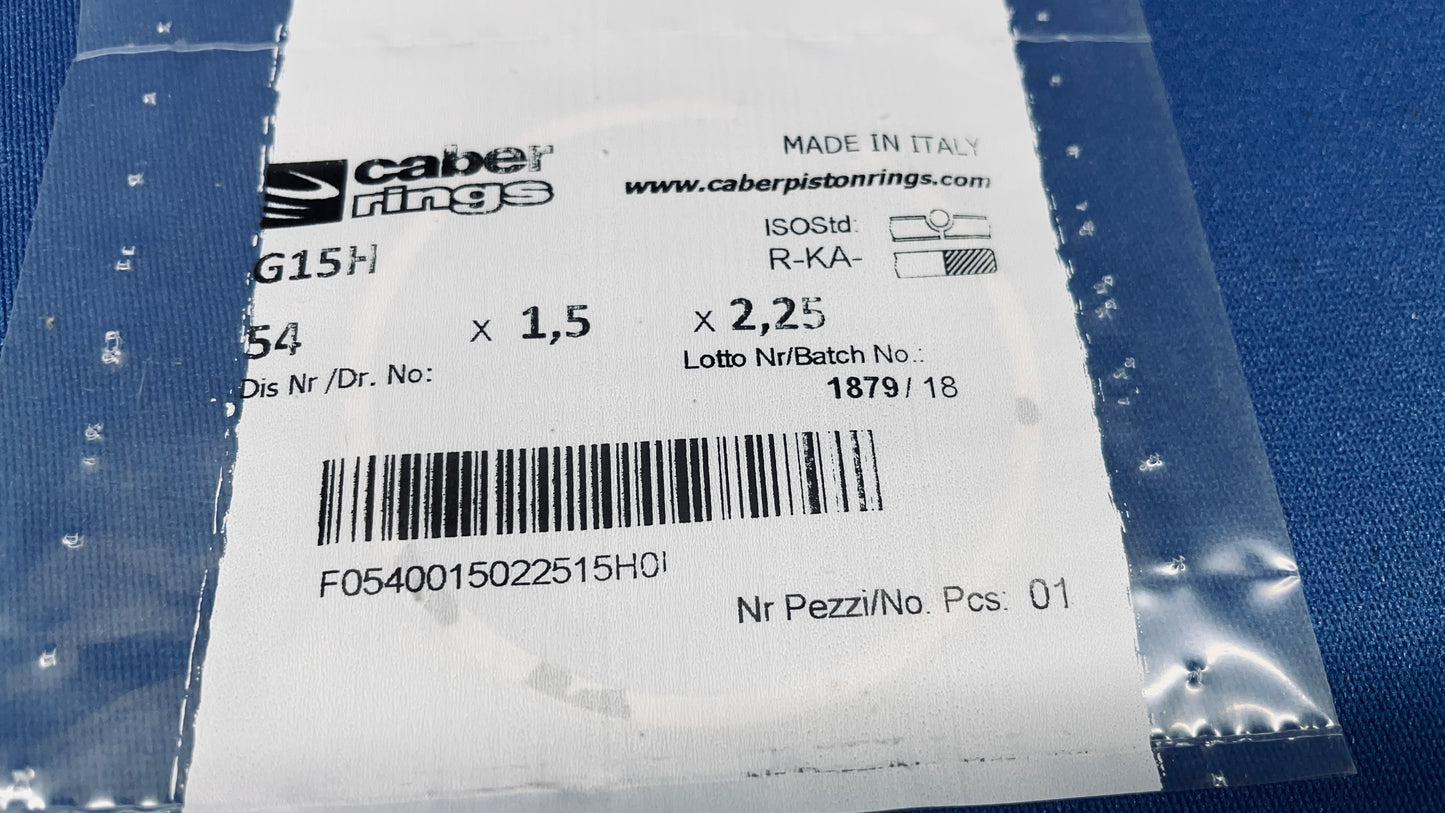 caber
rings
MADE IN ITALY
www.caberpistonrings.com
G15H
ISOStd:
R-KA-
54 x 1,5 x 2,25
Dis Nr /Dr. No:
Lotto Nr/Batch No.:
1879/ 18
F0540015022515H0
Nr Pezzi/No. Pcs: 01